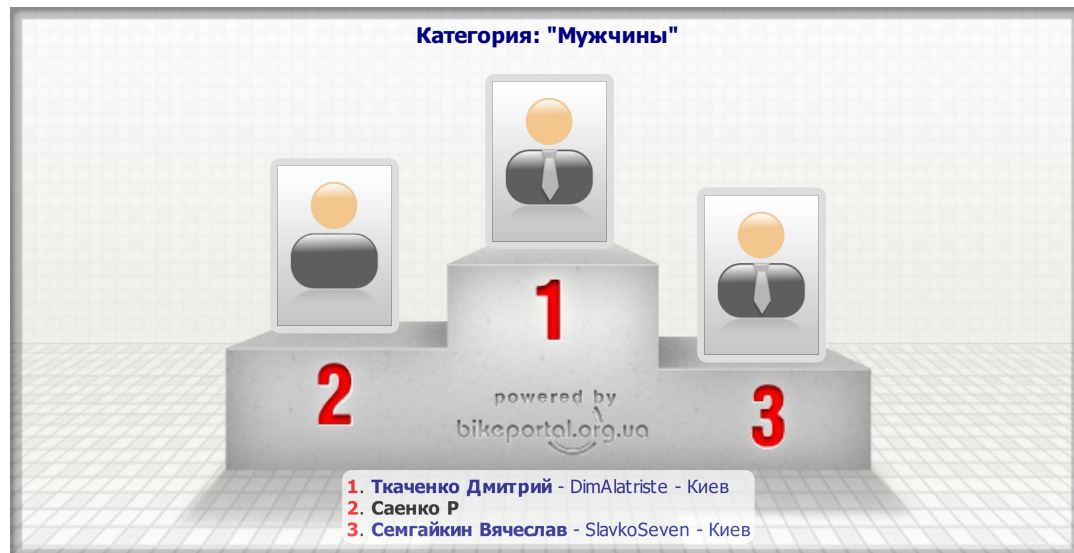 Категория: "Мужчины"
1
2
3
powered by
bikeportal.org.ua
1. Ткаченко Дмитрий - DimAlatriste - Киев
2. Саенко Р
3. Семгайкин Вячеслав - SlavkoSeven - Киев